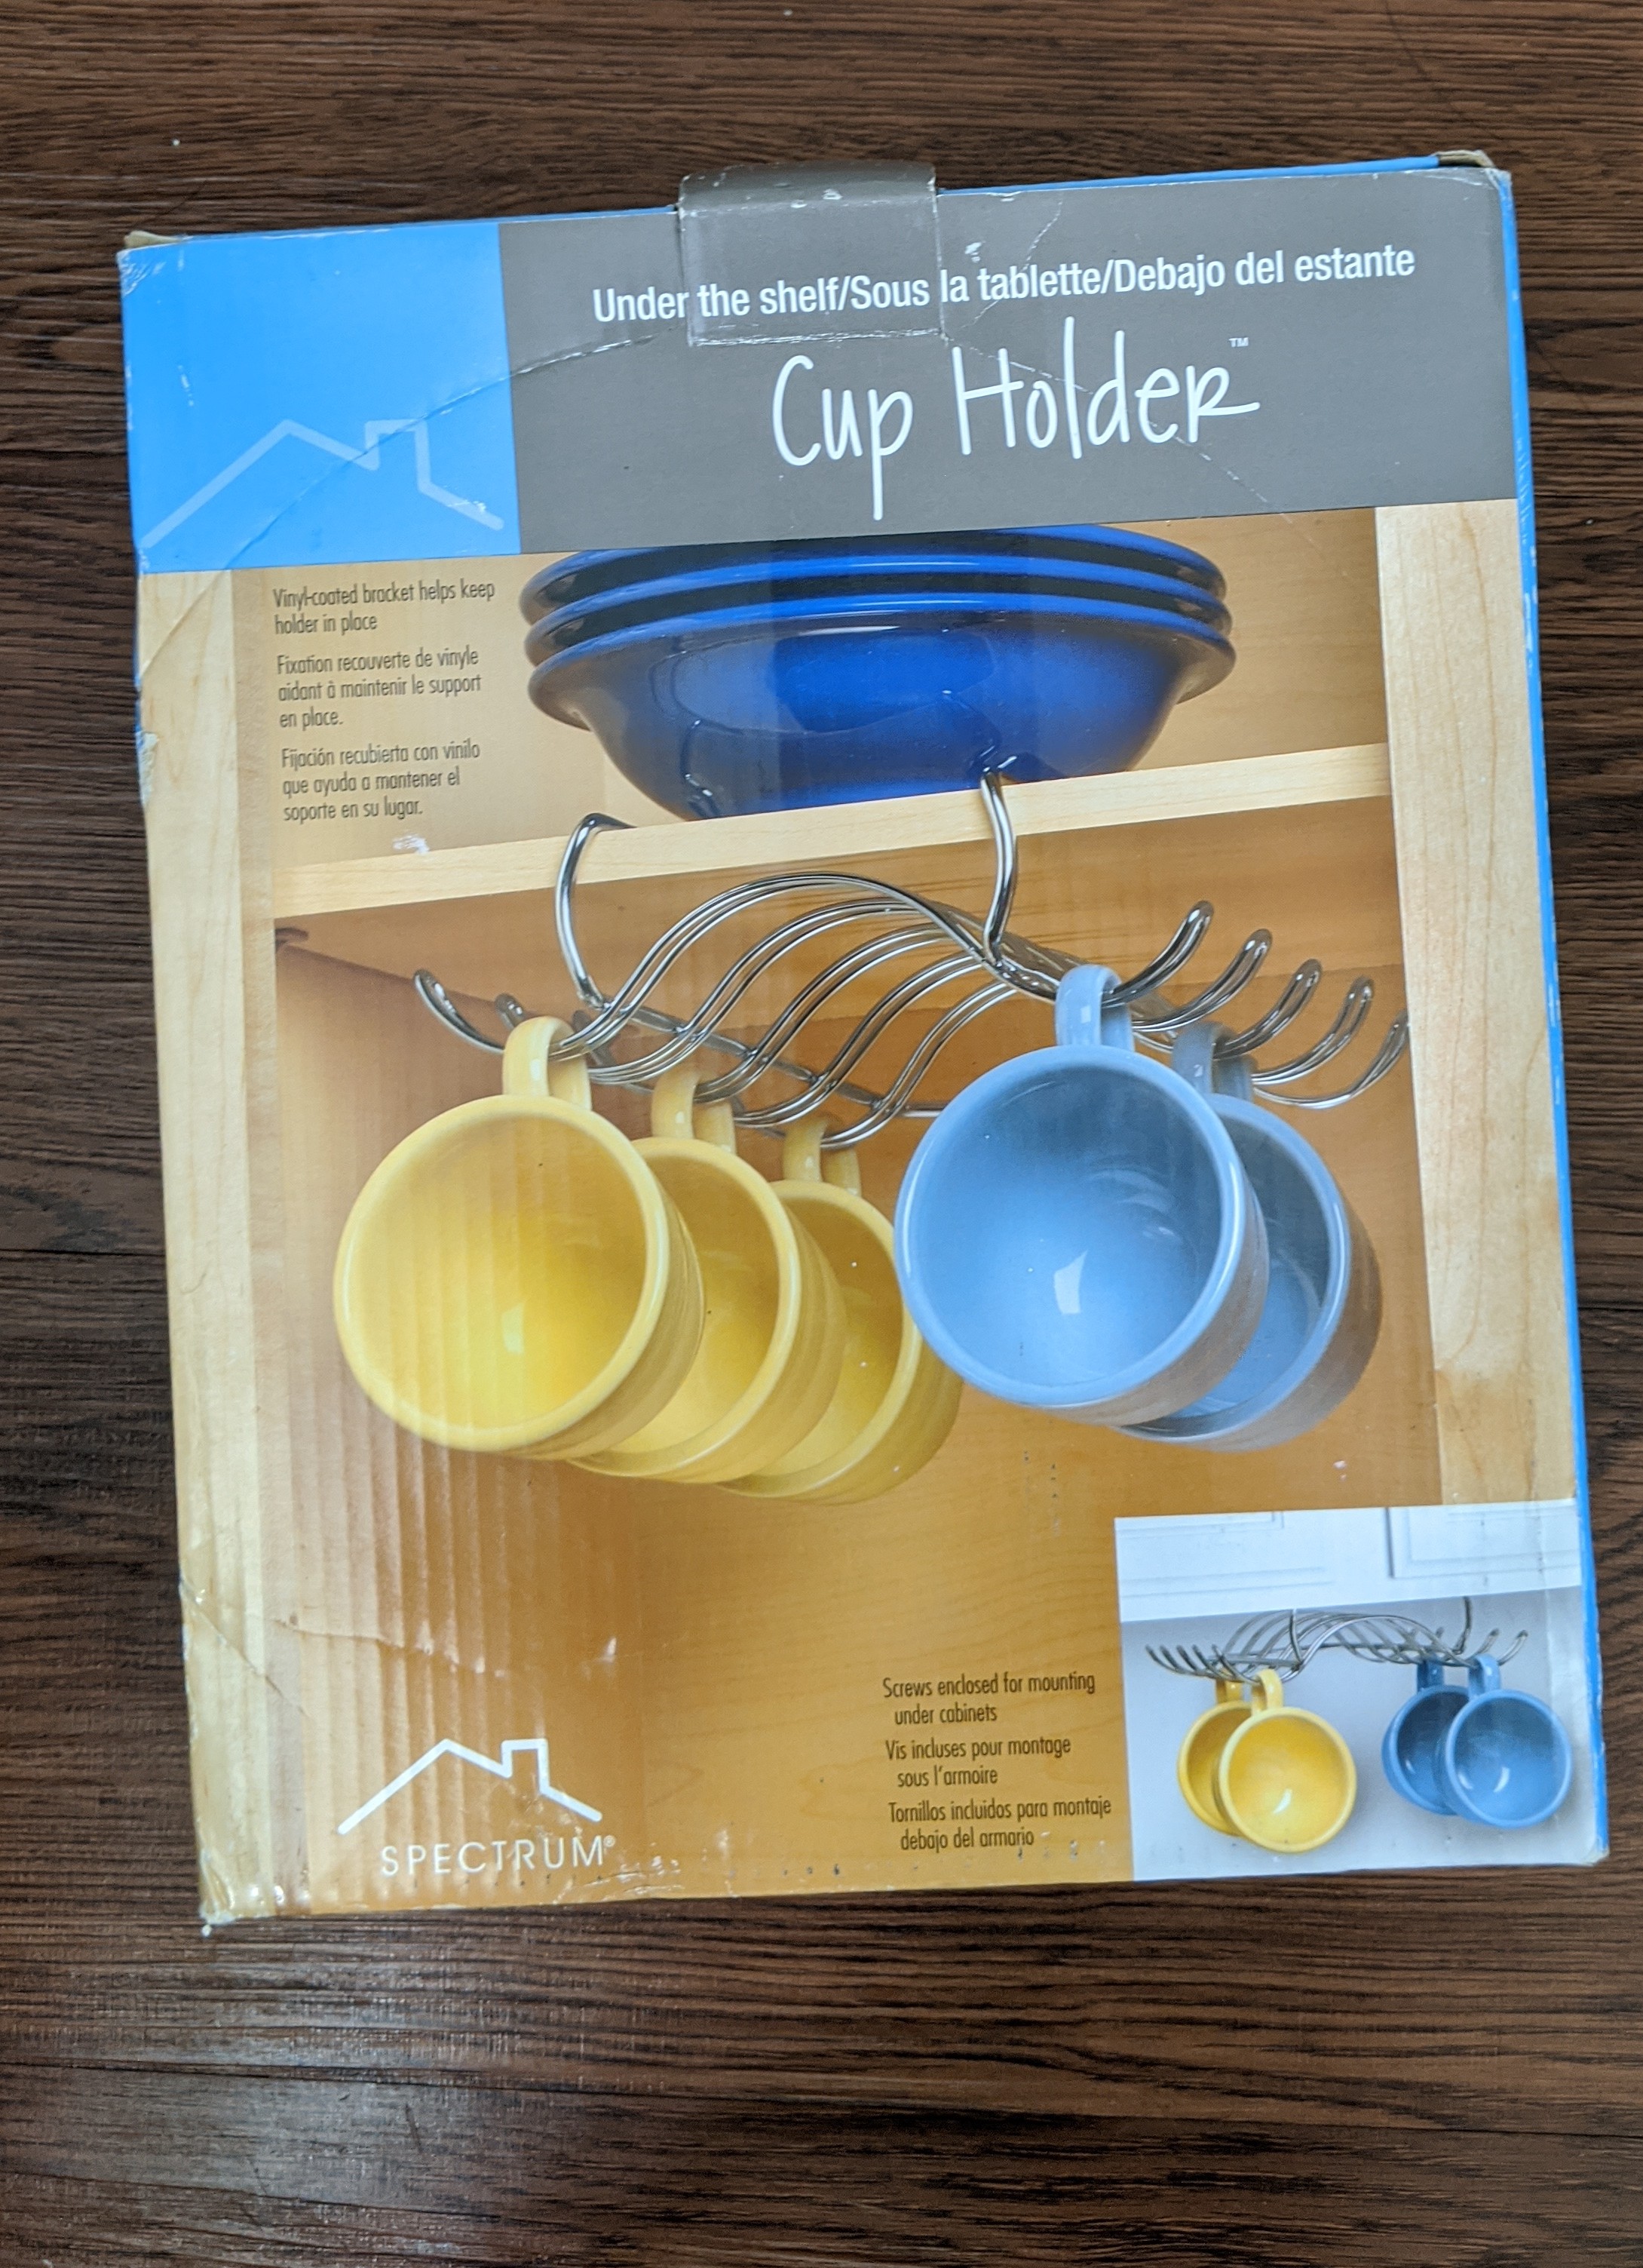 Under the shelf/Sous la tablette/Debajo del estante
Cup Holder™
Vinyl-coated bracket helps keep
holder in place
Fixation recouverte de vinyle
aidant à maintenir le support
en place.
Fijación recubierta con vinilo
que ayuda a mantener el
soporte en su lugar.
Screws enclosed for mounting
under cabinets
Vis incluses pour montage
sous l'armoire
Tornillos incluidos para montaje
debajo del armario
SPECTRUM®